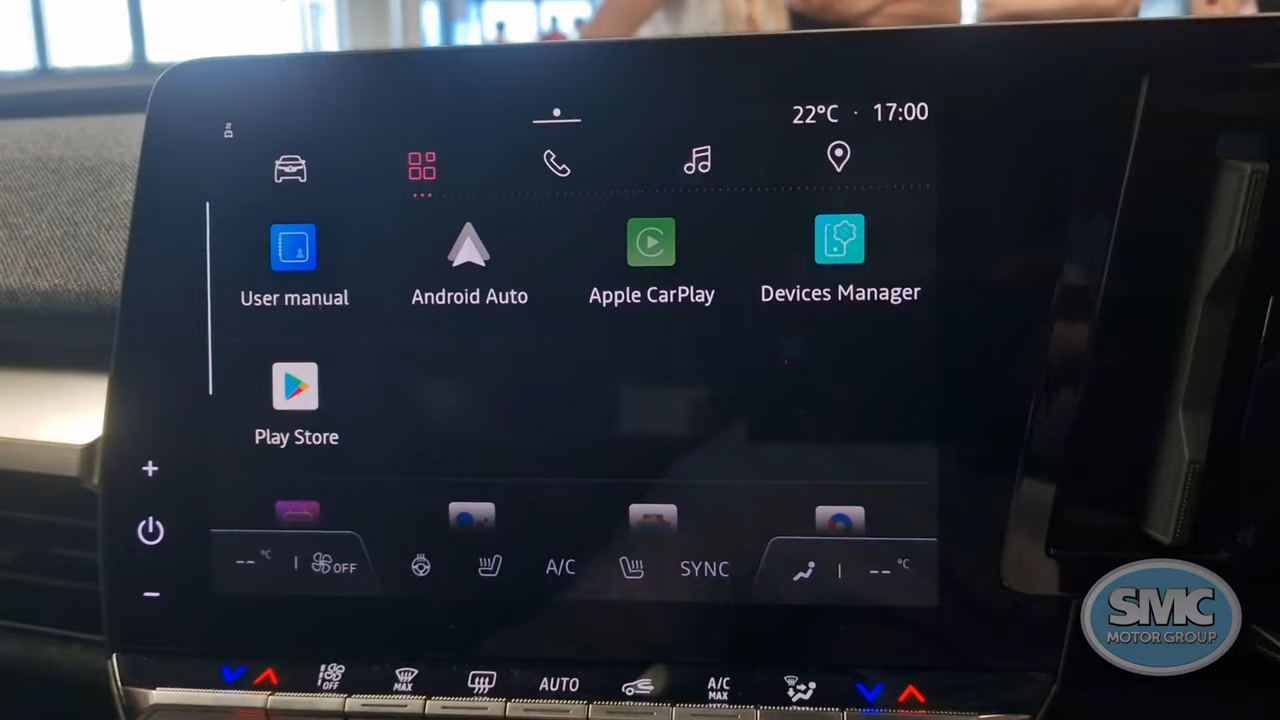 22°C · 17:00
User manual
Android Auto
Apple CarPlay
Devices Manager
Play Store
-- °C
OFF
A/C
SYNC
-- °C
OFF
MAX
AUTO
A/C
MAX
SMC
MOTOR GROUP